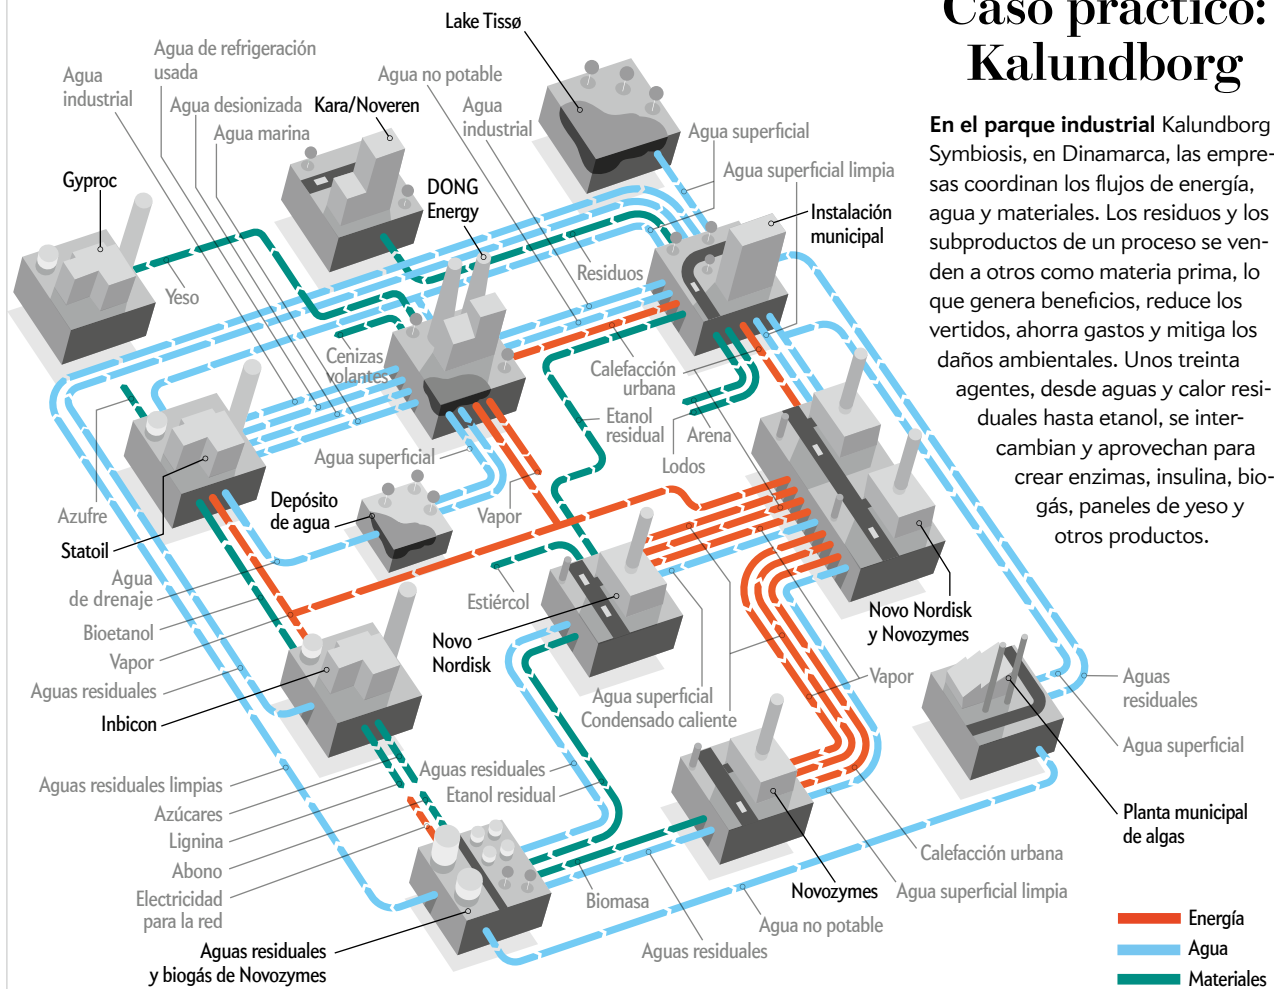 Caso práctico:
Kalundborg
En el parque industrial Kalundborg
Symbiosis, en Dinamarca, las empre-
sas coordinan los flujos de energía,
agua y materiales. Los residuos y los
subproductos de un proceso se ven-
den a otros como materia prima, lo
que genera beneficios, reduce los
vertidos, ahorra gastos y mitiga los
daños ambientales. Unos treinta
agentes, desde aguas y calor resi-
duales hasta etanol, se inter-
cambian y aprovechan para
crear enzimas, insulina, bio-
gás, paneles de yeso y
otros productos.
Lake Tissø
Agua de refrigeración
usada
Agua
industrial
Agua desionizada
Agua marina
Kara/Noveren
Agua no potable
Agua
industrial
Agua superficial
Agua superficial limpia
Gyproc
DONG
Energy
Instalación
municipal
Yeso
Residuos
Cenizas
volantes
Calefacción
urbana
Etanol
residual
Arena
Lodos
Agua superficial
Azufre
Statoil
Depósito
de agua
Vapor
Agua
de drenaje
Bioetanol
Vapor
Aguas residuales
Inbicon
Estiércol
Novo
Nordisk
Novo Nordisk
y Novozymes
Agua superficial
Condensado caliente
Vapor
Aguas
residuales
Agua superficial
Planta municipal
de algas
Aguas residuales limpias
Azúcares
Lignina
Abono
Electricidad
para la red
Aguas residuales
Etanol residual
Aguas residuales
y biogás de Novozymes
Biomasa
Aguas residuales
Novozymes
Agua no potable
Calefacción urbana
Agua superficial limpia
Energía
Agua
Materiales